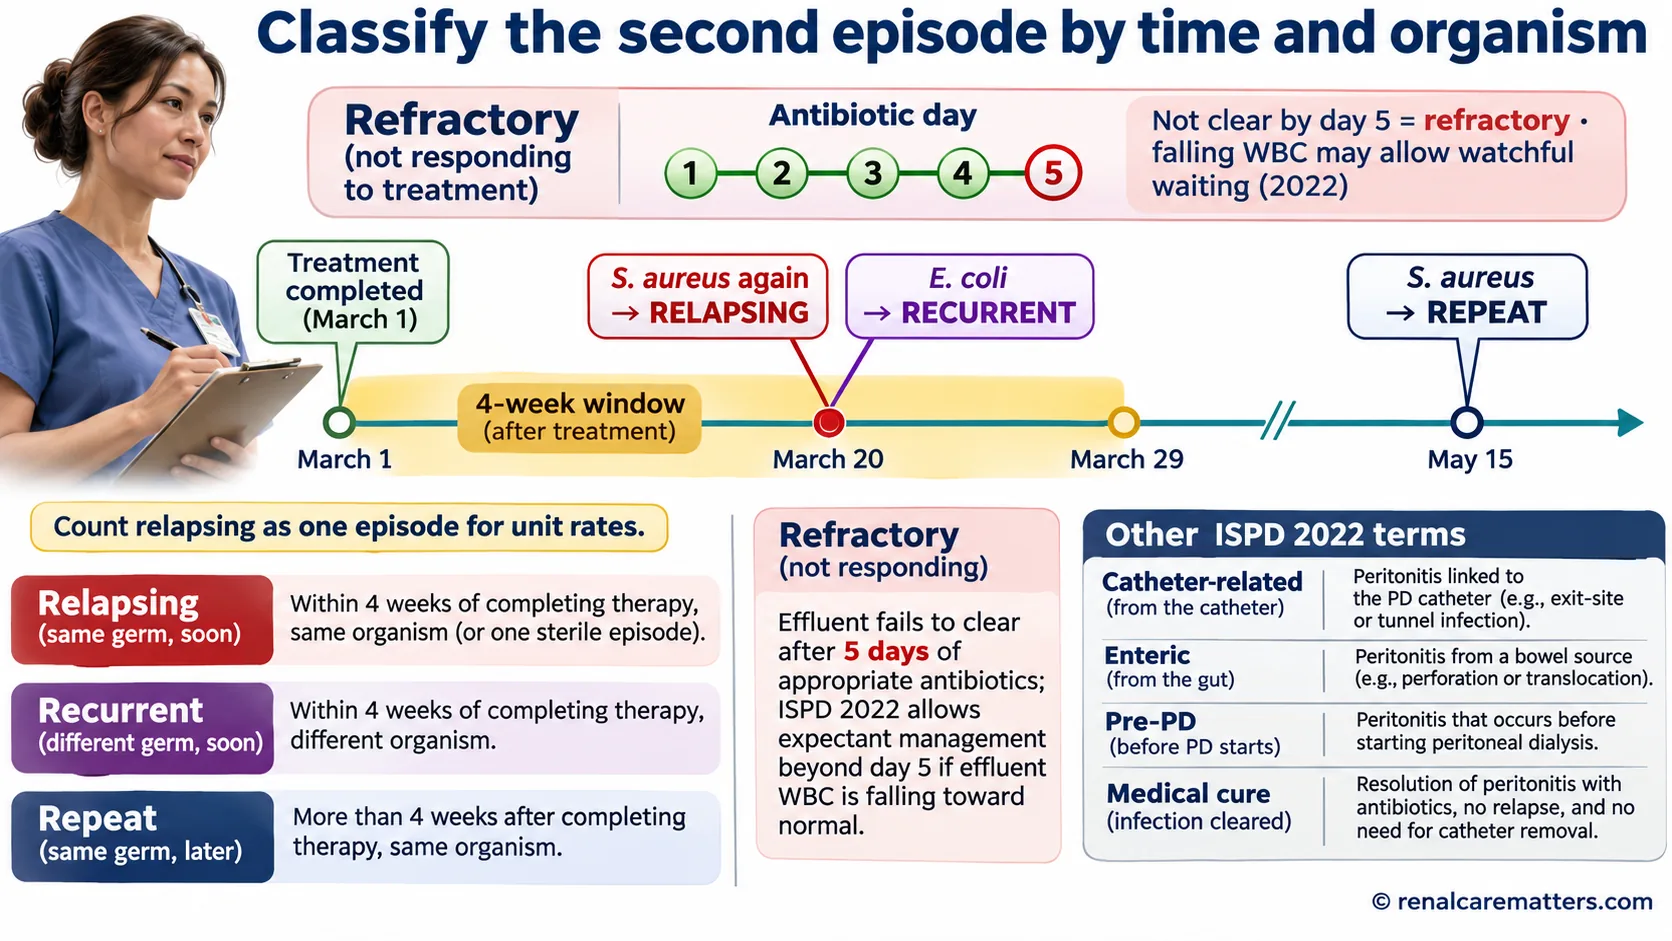 Classify the second episode by time and organism
Refractory
(not responding
to treatment)
Antibiotic day
1 2 3 4 5
Not clear by day 5 = refractory •
falling WBC may allow watchful
waiting (2022)
Treatment
completed
(March 1)
S. aureus again
→ RELAPSING
E. coli
→ RECURRENT
S. aureus
→ REPEAT
4-week window
(after treatment)
March 1
March 20
March 29
May 15
Count relapsing as one episode for unit rates.
Relapsing
(same germ, soon)
Within 4 weeks of completing therapy,
same organism (or one sterile episode).
Recurrent
(different germ, soon)
Within 4 weeks of completing therapy,
different organism.
Repeat
(same germ, later)
More than 4 weeks after completing
therapy, same organism.
Refractory
(not responding)
Effluent fails to clear
after 5 days of
appropriate antibiotics;
ISPD 2022 allows
expectant management
beyond day 5 if effluent
WBC is falling toward
normal.
Other ISPD 2022 terms
Catheter-related
(from the catheter)
Peritonitis linked to
the PD catheter (e.g., exit-site
or tunnel infection).
Enteric
(from the gut)
Peritonitis from a bowel source
(e.g., perforation or translocation).
Pre-PD
(before PD starts)
Peritonitis that occurs before
starting peritoneal dialysis.
Medical cure
(infection cleared)
Resolution of peritonitis with
antibiotics, no relapse, and no
need for catheter removal.
© renalcarematters.com